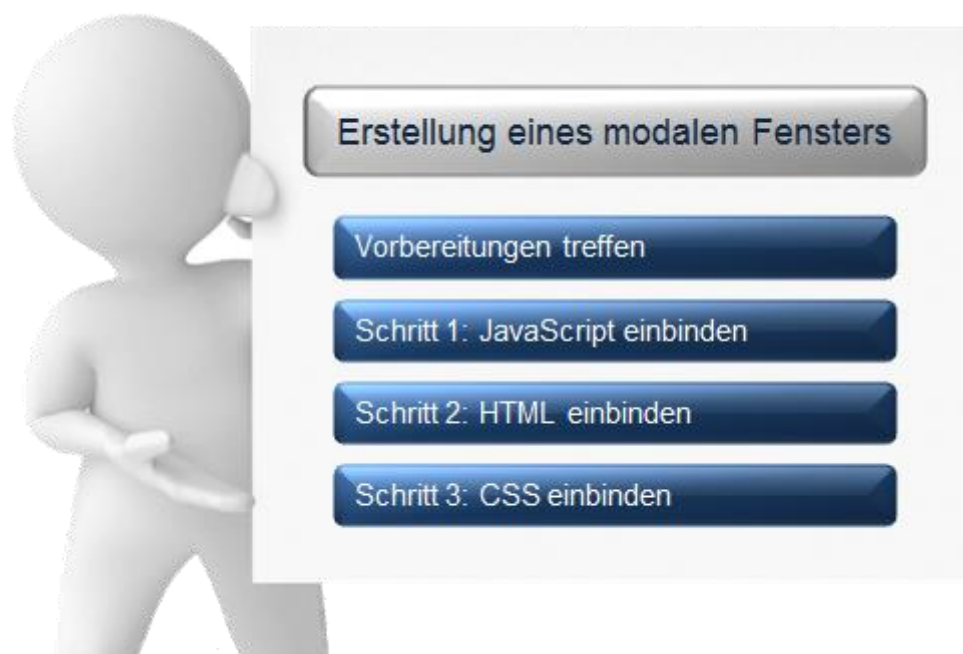 Erstellung eines modalen Fensters
Vorbereitungen treffen
Schritt 1: JavaScript einbinden
Schritt 2: HTML einbinden
Schritt 3: CSS einbinden